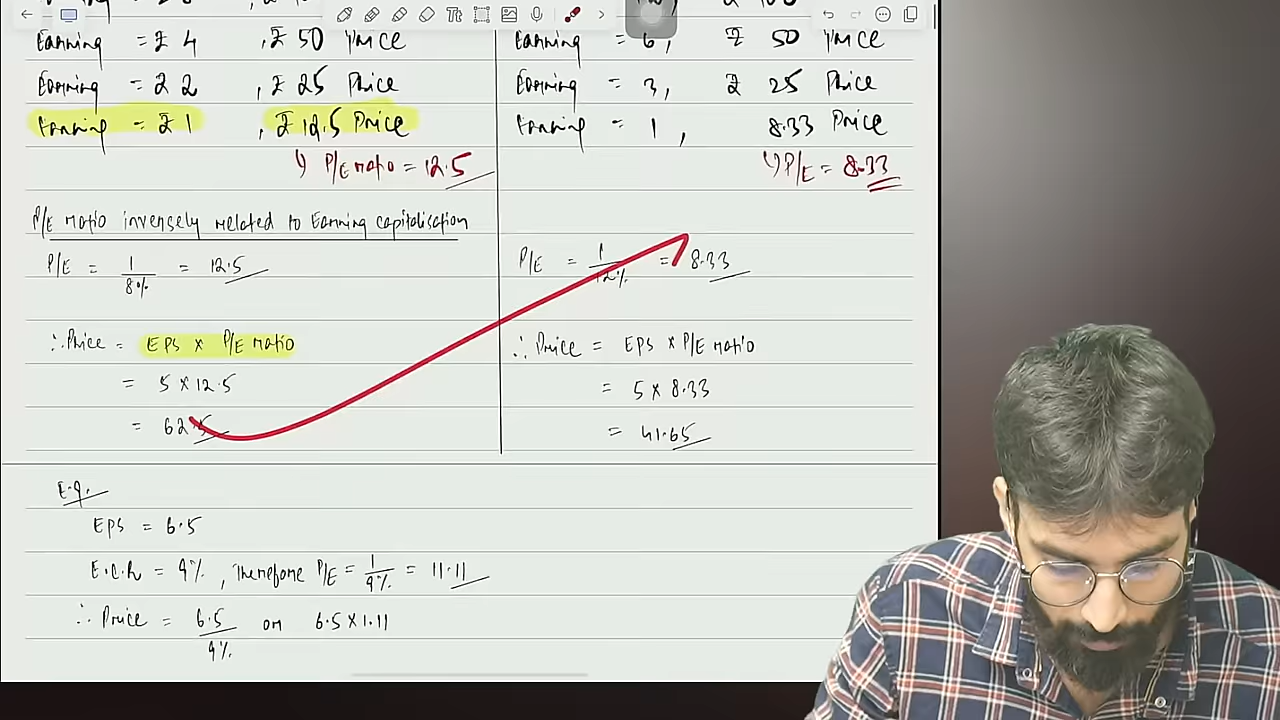 Earning = ₹ 4 , ₹ 50 Price
Earning = ₹ 2 , ₹ 25 Price
Earning = ₹ 1 , ₹ 12.5 Price
P/E ratio = 12.5
P/E ratio inversely related to Earning capitalisation
P/E = 1/8% = 12.5
∴ Price = EPS × P/E ratio
= 5 × 12.5
= 62.5
Earning = 6, ₹ 50 Price
Earning = 3, ₹ 25 Price
Earning = 1, 8.33 Price
P/E = 8.33
P/E = 1/12% = 8.33
∴ Price = EPS × P/E ratio
= 5 × 8.33
= 41.65
E.g.
EPS = 6.5
E.C.R = 9%, Therefore P/E = 1/9% = 11.11
∴ Price = 6.5/9% or 6.5 × 1.11